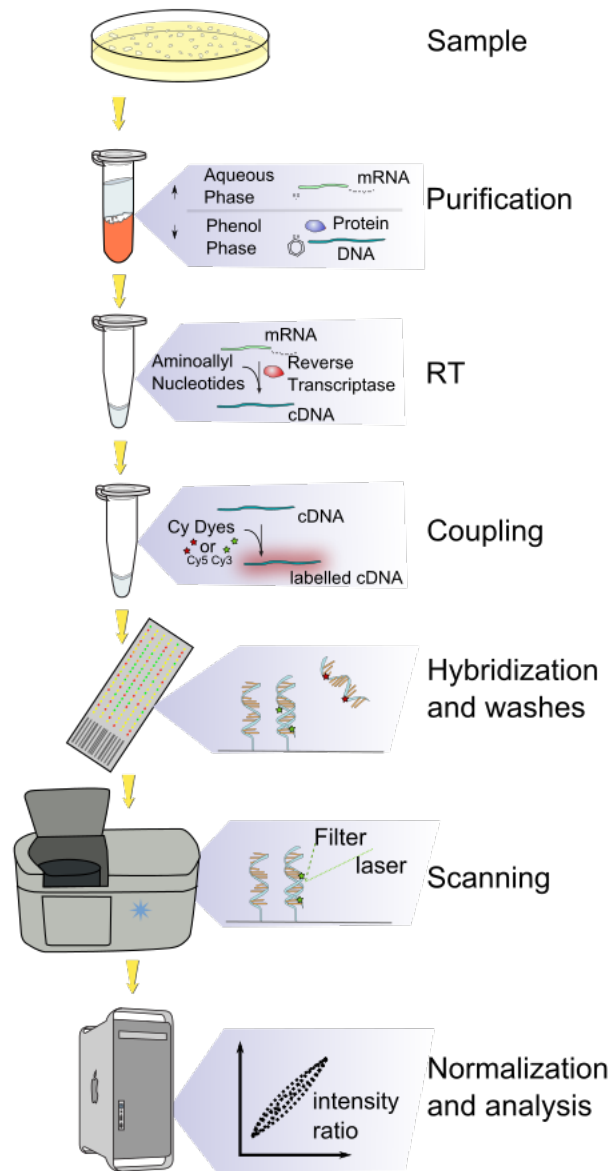 Sample
Aqueous
Phase
mRNA
Phenol
Phase
Protein
DNA
Purification
mRNA
Aminoallyl
Nucleotides
Reverse
Transcriptase
cDNA
RT
cDNA
Cy Dyes
or
Cy5 Cy3
labelled cDNA
Coupling
Hybridization
and washes
Filter
laser
Scanning
intensity
ratio
Normalization
and analysis